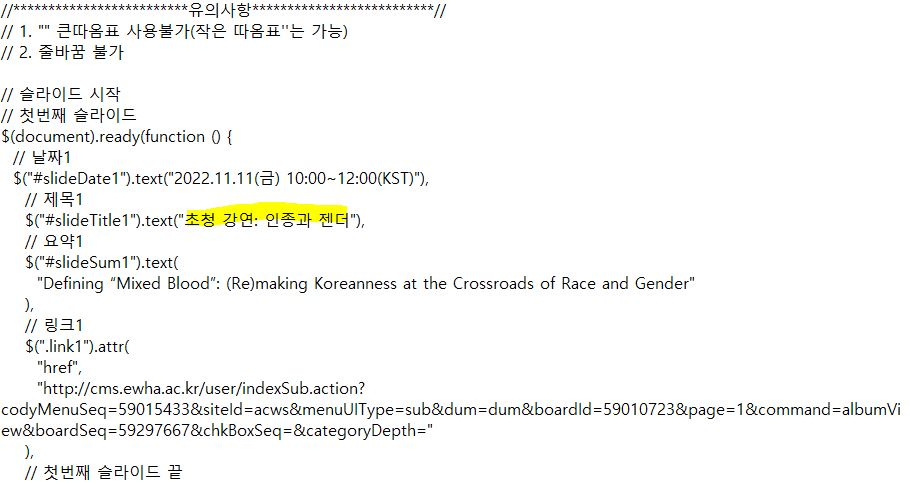 //*************************유의사항**************************//
// 1. "" 큰따옴표 사용불가(작은 따옴표''는 가능)
// 2. 줄바꿈 불가
// 슬라이드 시작
// 첫번째 슬라이드
$(document).ready(function () {
// 날짜1
$("#slideDate1").text("2022.11.11(금) 10:00~12:00(KST)"),
// 제목1
$("#slideTitle1").text("초청 강연: 인종과 젠더"),
// 요약1
$("#slideSum1").text(
"Defining “Mixed Blood”: (Re)making Koreanness at the Crossroads of Race and Gender"
),
// 링크1
$(".link1").attr(
"href",
"http://cms.ewha.ac.kr/user/indexSub.action?
codyMenuSeq=59015433&siteId=acws&menuUIType=sub&dum=dum&boardId=59010723&page=1&command=albumVi
ew&boardSeq=59297667&chkBoxSeq=&categoryDepth="
),
// 첫번째 슬라이드 끝